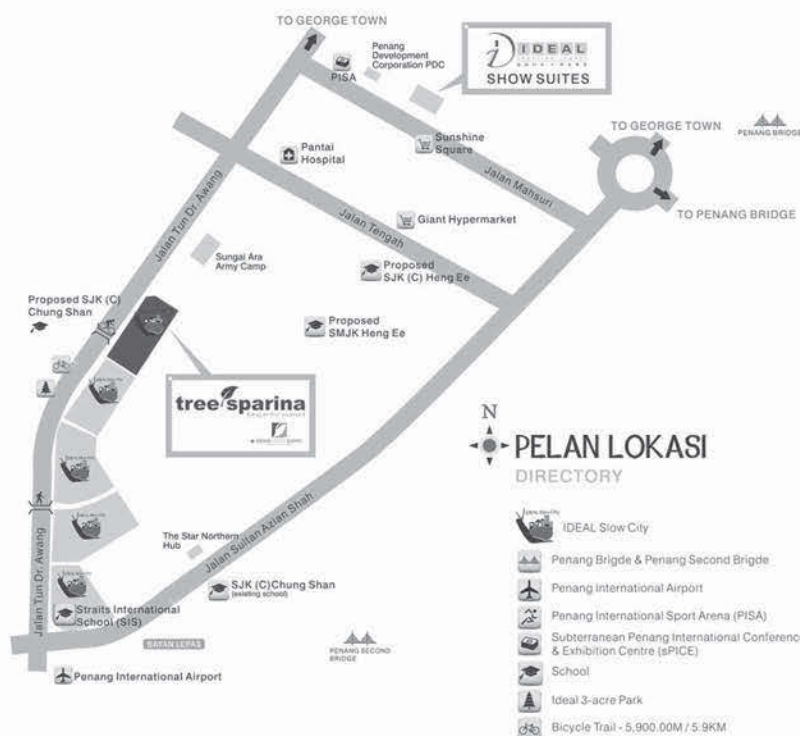 TO GEORGE TOWN
Penang
Development
Corporation PDC
PISA
IDEAL
SHOW SUITES
TO GEORGE TOWN
PENANG BRIDGE
Pantai
Hospital
Sunshine
Square
Jalan Mahsuri
TO PENANG BRIDGE
Jalan Tun Dr. Awang
Giant Hypermarket
Jalan Tengah
Sungai Ara
Army Camp
Proposed
SJK (C) Heng Ee
Proposed SJK (C)
Chung Shan
Proposed
SMJK Heng Ee
tree sparina
N
PELAN LOKASI
DIRECTORY
Jalan Sultan Azlan Shah
IDEAL Slow City
The Star Northern
Hub
Penang Brigde & Penang Second Brigde
Jalan Tun Dr. Awang
SJK (C)Chung Shan
(existing school)
Penang International Airport
Straits International
School (SIS)
Penang International Sport Arena (PISA)
BAYAN LEPAS
PENANG SECOND
BRIDGE
Subterranean Penang International Conference
& Exhibition Centre (sPICE)
School
Penang International Airport
Ideal 3-acre Park
Bicycle Trail - 5,900.00M / 5.9KM